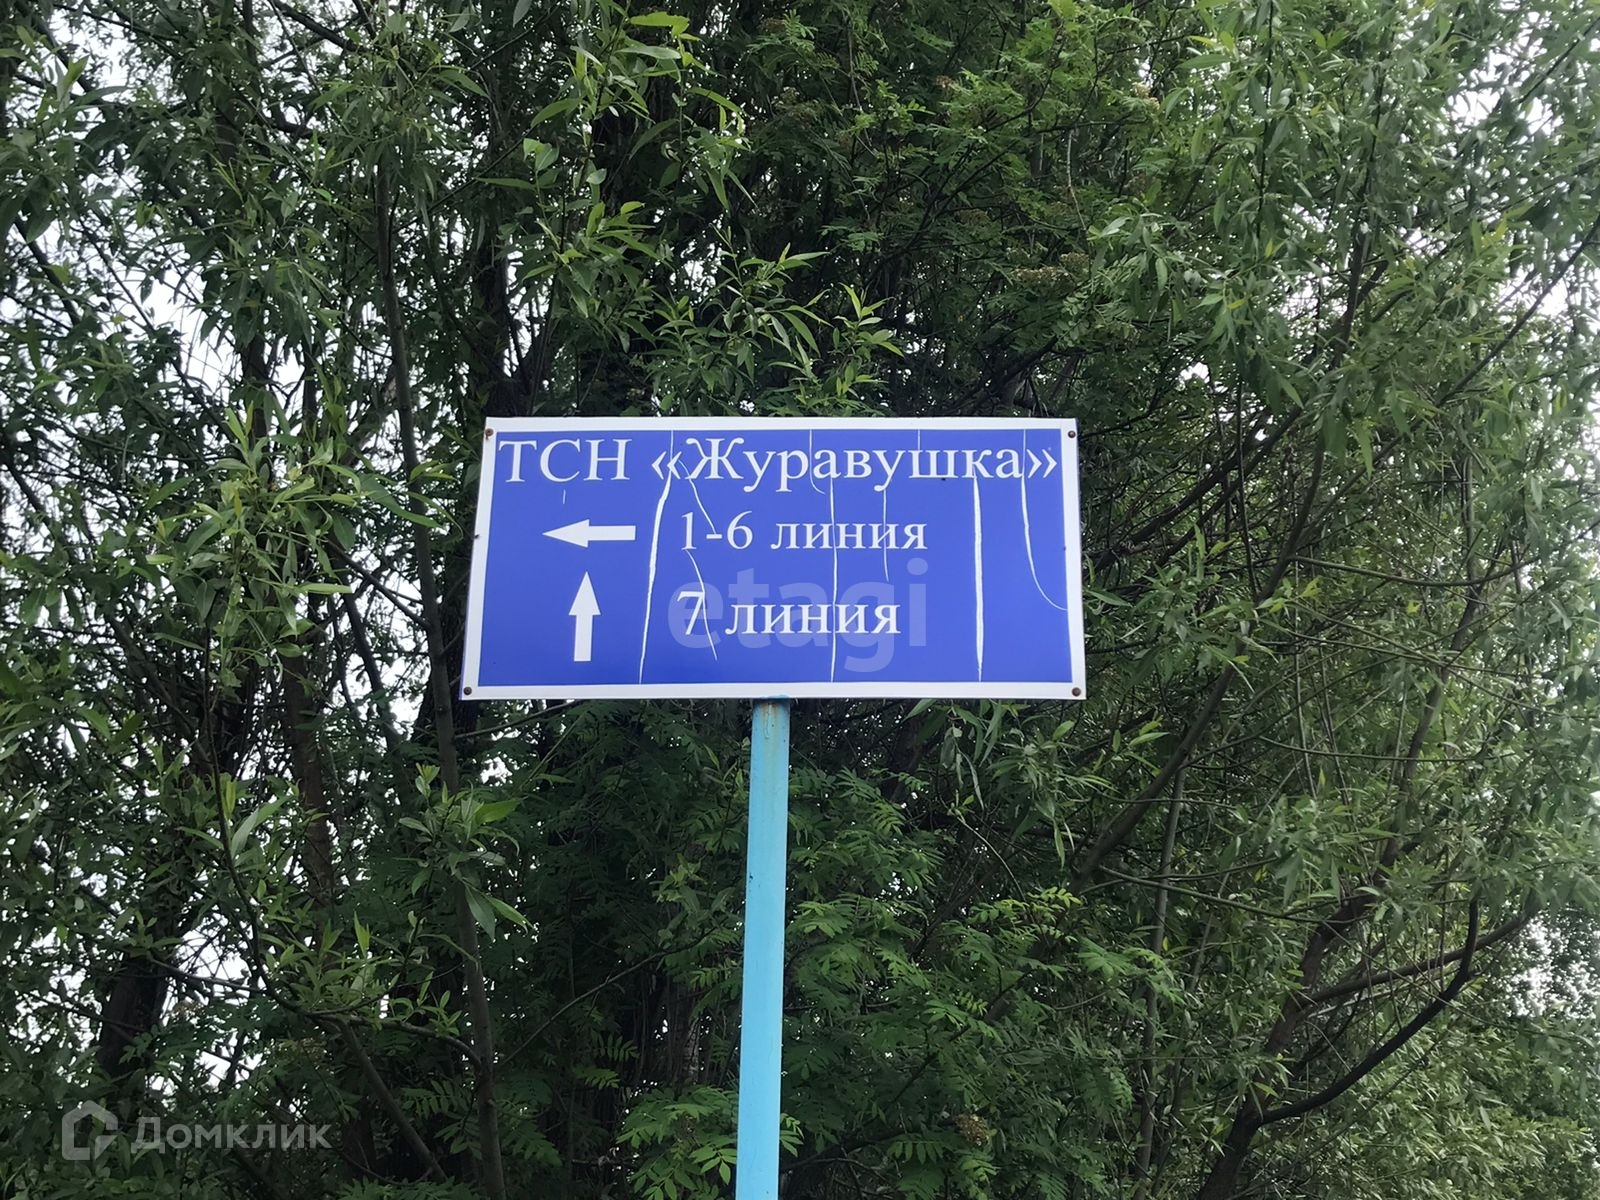 ТСН «Журавушка»
1-6 линия
7 линия
etagi
Домклик